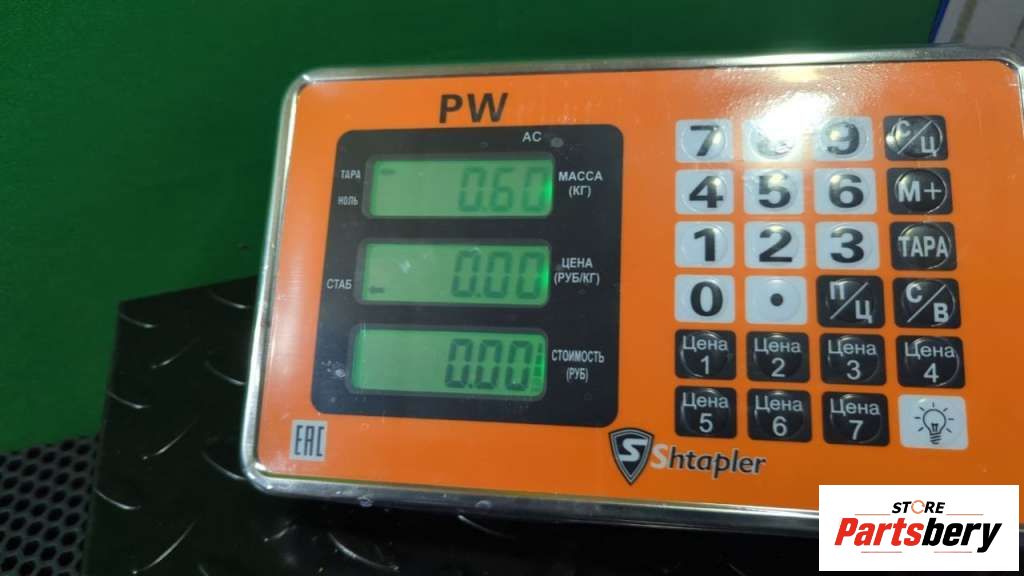 PW
AC
ТАРА
НОЛЬ
0.60
МАССА
(КГ)
СТАБ
0.00
ЦЕНА
(РУБ/КГ)
0.00
СТОИМОСТЬ
(РУБ)
7 8 9 С/Ц
4 5 6 М+
1 2 3 ТАРА
0 • П/Ц С/В
Цена 1 Цена 2 Цена 3 Цена 4
Цена 5 Цена 6 Цена 7
EAC
S Shtapler
STORE
Partsbery